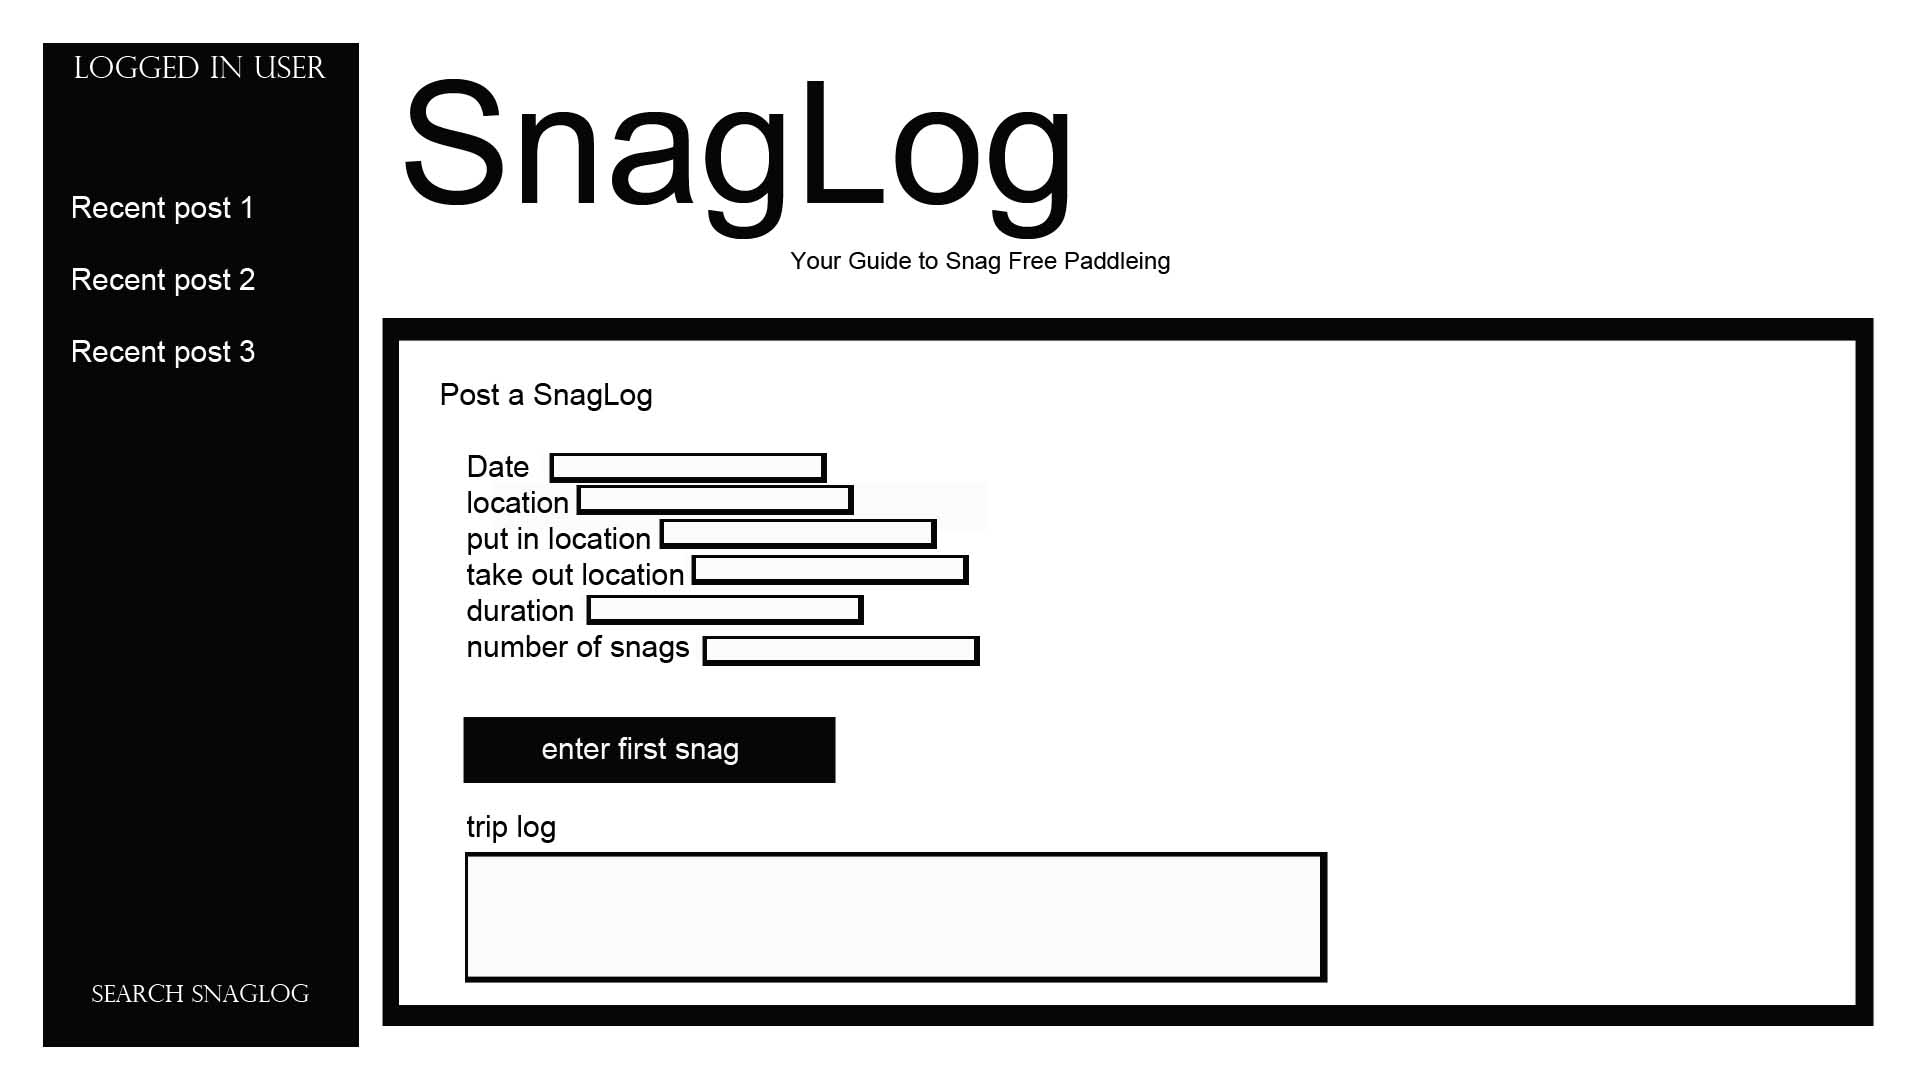 LOGGED IN USER
Recent post 1
Recent post 2
Recent post 3
SEARCH SNAGLOG
SnagLog
Your Guide to Snag Free Paddleing
Post a SnagLog
Date
location
put in location
take out location
duration
number of snags
enter first snag
trip log